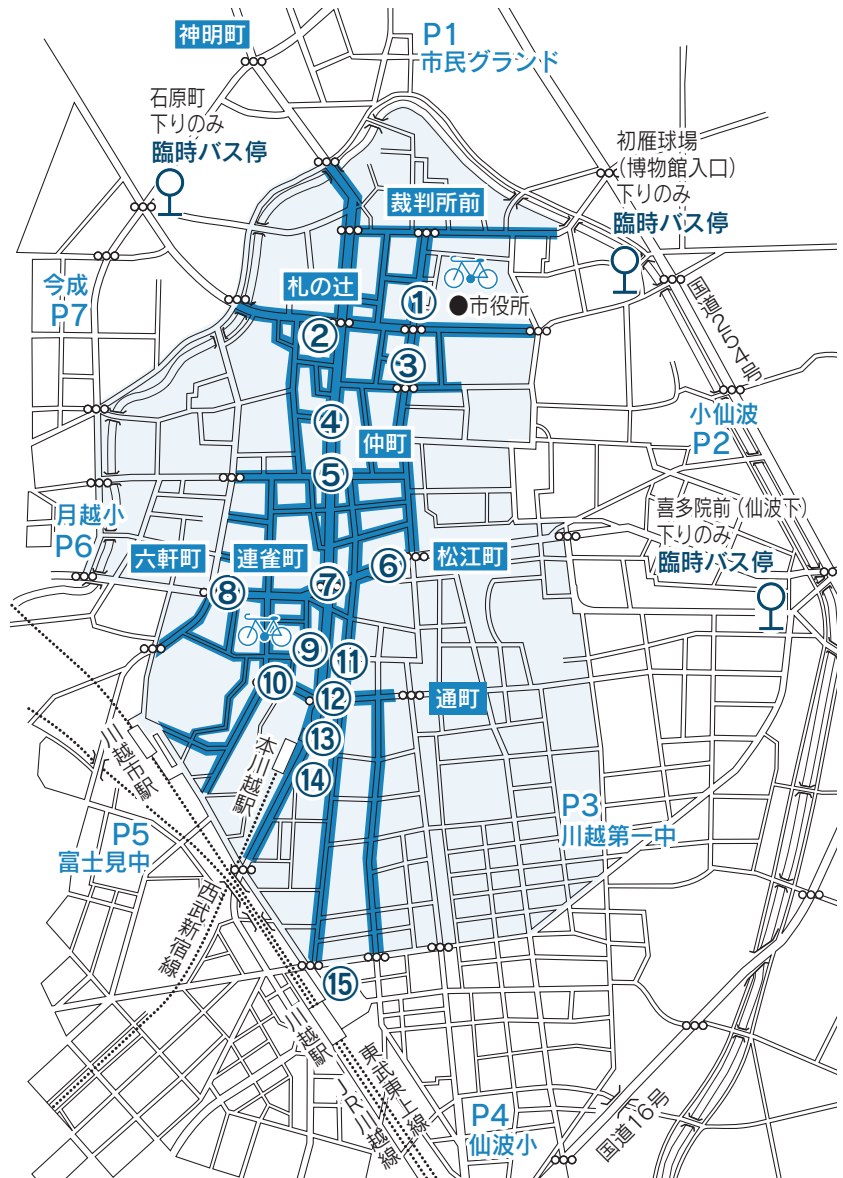 神明町
P1
市民グランド
石原町
下りのみ
臨時バス停
初雁球場
(博物館入口)
下りのみ
臨時バス停
裁判所前
今成
P7
札の辻
①
●市役所
国道254号
②
③
小仙波
P2
④
仲町
⑤
月越小
P6
喜多院前(仙波下)
下りのみ
臨時バス停
六軒町
連雀町
⑥
松江町
⑦
⑧
⑨
⑪
⑩
⑫
通町
川越市駅
本川越駅
⑬
⑭
P3
川越第一中
P5
富士見中
西武新宿線
⑮
川越駅
東武東上線
JR川越線
P4
仙波小
国道16号